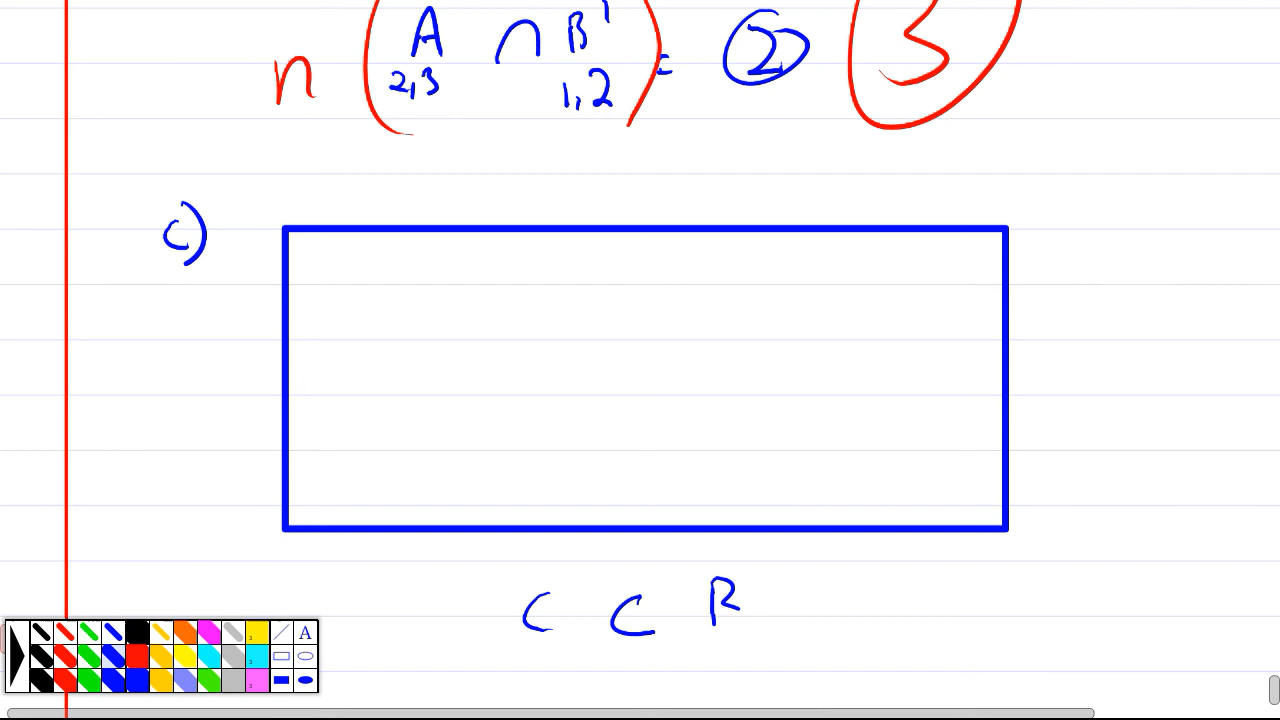 n ( A ∩ B' ) = 2 3
2,3 1,2
c)
C ⊂ R
A